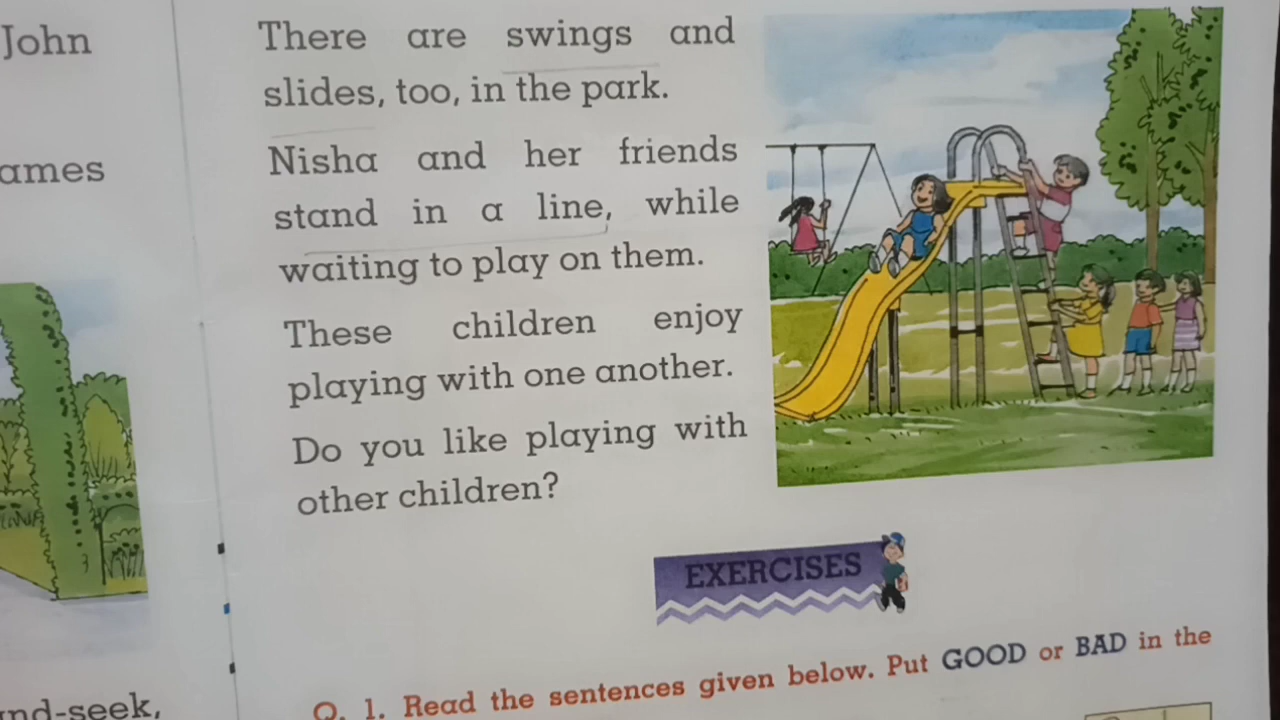 John
ames
nd-seek,
There are swings and
slides, too, in the park.
Nisha and her friends
stand in a line, while
waiting to play on them.
These children enjoy
playing with one another.
Do you like playing with
other children?
EXERCISES
Q. 1. Read the sentences given below. Put GOOD or BAD in the